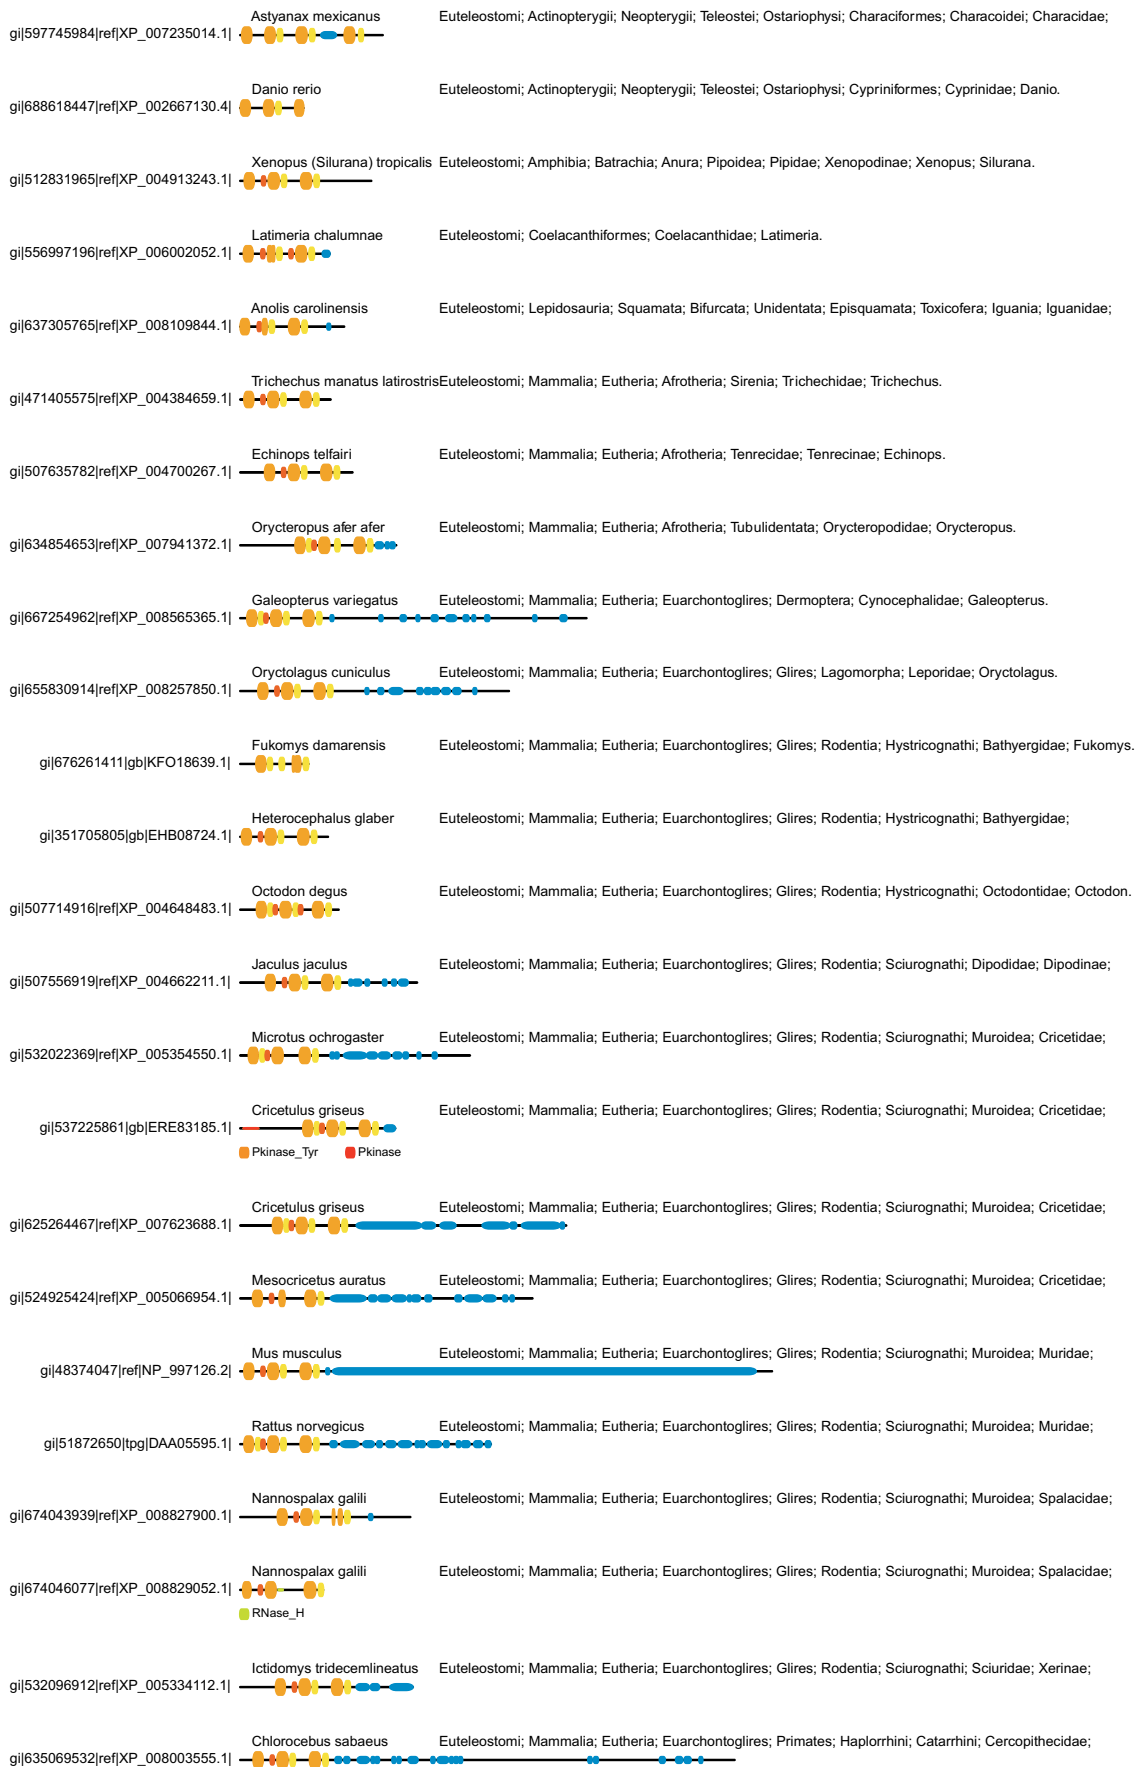 Astyanax mexicanus Euteleostomi; Actinopterygii; Neopterygii; Teleostei; Ostariophysi; Characiformes; Characoidei; Characidae;
gi|597745984|ref|XP_007235014.1|
Danio rerio Euteleostomi; Actinopterygii; Neopterygii; Teleostei; Ostariophysi; Cypriniformes; Cyprinidae; Danio.
gi|688618447|ref|XP_002667130.4|
Xenopus (Silurana) tropicalis Euteleostomi; Amphibia; Batrachia; Anura; Pipoidea; Pipidae; Xenopodinae; Xenopus; Silurana.
gi|512831965|ref|XP_004913243.1|
Latimeria chalumnae Euteleostomi; Coelacanthiformes; Coelacanthidae; Latimeria.
gi|556997196|ref|XP_006002052.1|
Anolis carolinensis Euteleostomi; Lepidosauria; Squamata; Bifurcata; Unidentata; Episquamata; Toxicofera; Iguania; Iguanidae;
gi|637305765|ref|XP_008109844.1|
Trichechus manatus latirostris Euteleostomi; Mammalia; Eutheria; Afrotheria; Sirenia; Trichechidae; Trichechus.
gi|471405575|ref|XP_004384659.1|
Echinops telfairi Euteleostomi; Mammalia; Eutheria; Afrotheria; Tenrecidae; Tenrecinae; Echinops.
gi|507635782|ref|XP_004700267.1|
Orycteropus afer afer Euteleostomi; Mammalia; Eutheria; Afrotheria; Tubulidentata; Orycteropodidae; Orycteropus.
gi|634854653|ref|XP_007941372.1|
Galeopterus variegatus Euteleostomi; Mammalia; Eutheria; Euarchontoglires; Dermoptera; Cynocephalidae; Galeopterus.
gi|667254962|ref|XP_008565365.1|
Oryctolagus cuniculus Euteleostomi; Mammalia; Eutheria; Euarchontoglires; Glires; Lagomorpha; Leporidae; Oryctolagus.
gi|655830914|ref|XP_008257850.1|
Fukomys damarensis Euteleostomi; Mammalia; Eutheria; Euarchontoglires; Glires; Rodentia; Hystricognathi; Bathyergidae; Fukomys.
gi|676261411|gb|KFO18639.1|
Heterocephalus glaber Euteleostomi; Mammalia; Eutheria; Euarchontoglires; Glires; Rodentia; Hystricognathi; Bathyergidae;
gi|351705805|gb|EHB08724.1|
Octodon degus Euteleostomi; Mammalia; Eutheria; Euarchontoglires; Glires; Rodentia; Hystricognathi; Octodontidae; Octodon.
gi|507714916|ref|XP_004648483.1|
Jaculus jaculus Euteleostomi; Mammalia; Eutheria; Euarchontoglires; Glires; Rodentia; Sciurognathi; Dipodidae; Dipodinae;
gi|507556919|ref|XP_004662211.1|
Microtus ochrogaster Euteleostomi; Mammalia; Eutheria; Euarchontoglires; Glires; Rodentia; Sciurognathi; Muroidea; Cricetidae;
gi|532022369|ref|XP_005354550.1|
Cricetulus griseus Euteleostomi; Mammalia; Eutheria; Euarchontoglires; Glires; Rodentia; Sciurognathi; Muroidea; Cricetidae;
gi|537225861|gb|ERE83185.1|
Pkinase_Tyr Pkinase
Cricetulus griseus Euteleostomi; Mammalia; Eutheria; Euarchontoglires; Glires; Rodentia; Sciurognathi; Muroidea; Cricetidae;
gi|625264467|ref|XP_007623688.1|
Mesocricetus auratus Euteleostomi; Mammalia; Eutheria; Euarchontoglires; Glires; Rodentia; Sciurognathi; Muroidea; Cricetidae;
gi|524925424|ref|XP_005066954.1|
Mus musculus Euteleostomi; Mammalia; Eutheria; Euarchontoglires; Glires; Rodentia; Sciurognathi; Muroidea; Muridae;
gi|48374047|ref|NP_997126.2|
Rattus norvegicus Euteleostomi; Mammalia; Eutheria; Euarchontoglires; Glires; Rodentia; Sciurognathi; Muroidea; Muridae;
gi|51872650|tpg|DAA05595.1|
Nannospalax galili Euteleostomi; Mammalia; Eutheria; Euarchontoglires; Glires; Rodentia; Sciurognathi; Muroidea; Spalacidae;
gi|674043939|ref|XP_008827900.1|
Nannospalax galili Euteleostomi; Mammalia; Eutheria; Euarchontoglires; Glires; Rodentia; Sciurognathi; Muroidea; Spalacidae;
gi|674046077|ref|XP_008829052.1|
RNase_H
Ictidomys tridecemlineatus Euteleostomi; Mammalia; Eutheria; Euarchontoglires; Glires; Rodentia; Sciurognathi; Sciuridae; Xerinae;
gi|532096912|ref|XP_005334112.1|
Chlorocebus sabaeus Euteleostomi; Mammalia; Eutheria; Euarchontoglires; Primates; Haplorrhini; Catarrhini; Cercopithecidae;
gi|635069532|ref|XP_008003555.1|